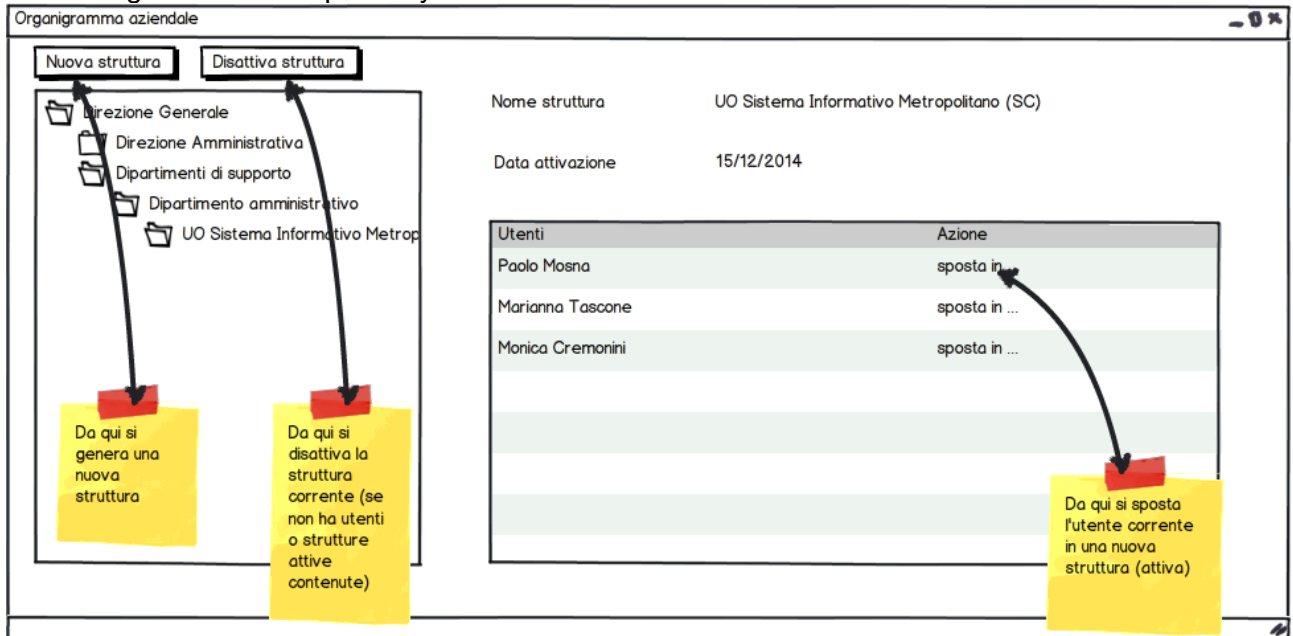 Organigramma aziendale
Nuova struttura
Disattiva struttura
Direzione Generale
Direzione Amministrativa
Dipartimenti di supporto
Dipartimento amministrativo
UO Sistema Informativo Metrop
Nome struttura UO Sistema Informativo Metropolitano (SC)
Data attivazione 15/12/2014
Utenti Azione
Paolo Mosna sposta in ...
Marianna Tascone sposta in ...
Monica Cremonini sposta in ...
Da qui si
genera una
nuova
struttura
Da qui si
disattiva la
struttura
corrente (se
non ha utenti
o strutture
attive
contenute)
Da qui si sposta
l'utente corrente
in una nuova
struttura (attiva)